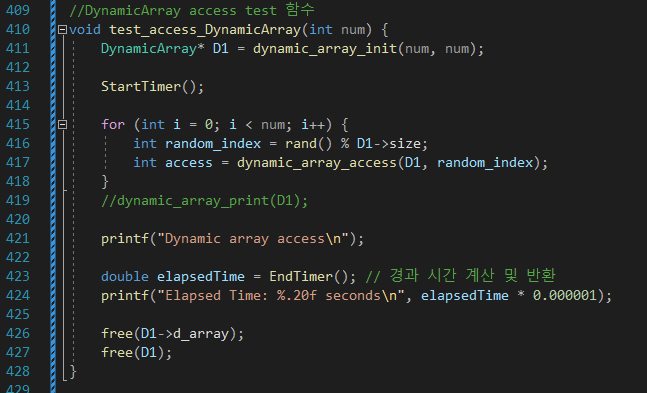 409 //DynamicArray access test 함수
410 void test_access_DynamicArray(int num) {
411 DynamicArray* D1 = dynamic_array_init(num, num);
412
413 StartTimer();
414
415 for (int i = 0; i < num; i++) {
416 int random_index = rand() % D1->size;
417 int access = dynamic_array_access(D1, random_index);
418 }
419 //dynamic_array_print(D1);
420
421 printf("Dynamic array access\n");
422
423 double elapsedTime = EndTimer(); // 경과 시간 계산 및 반환
424 printf("Elapsed Time: %.20f seconds\n", elapsedTime * 0.000001);
425
426 free(D1->d_array);
427 free(D1);
428 }
429